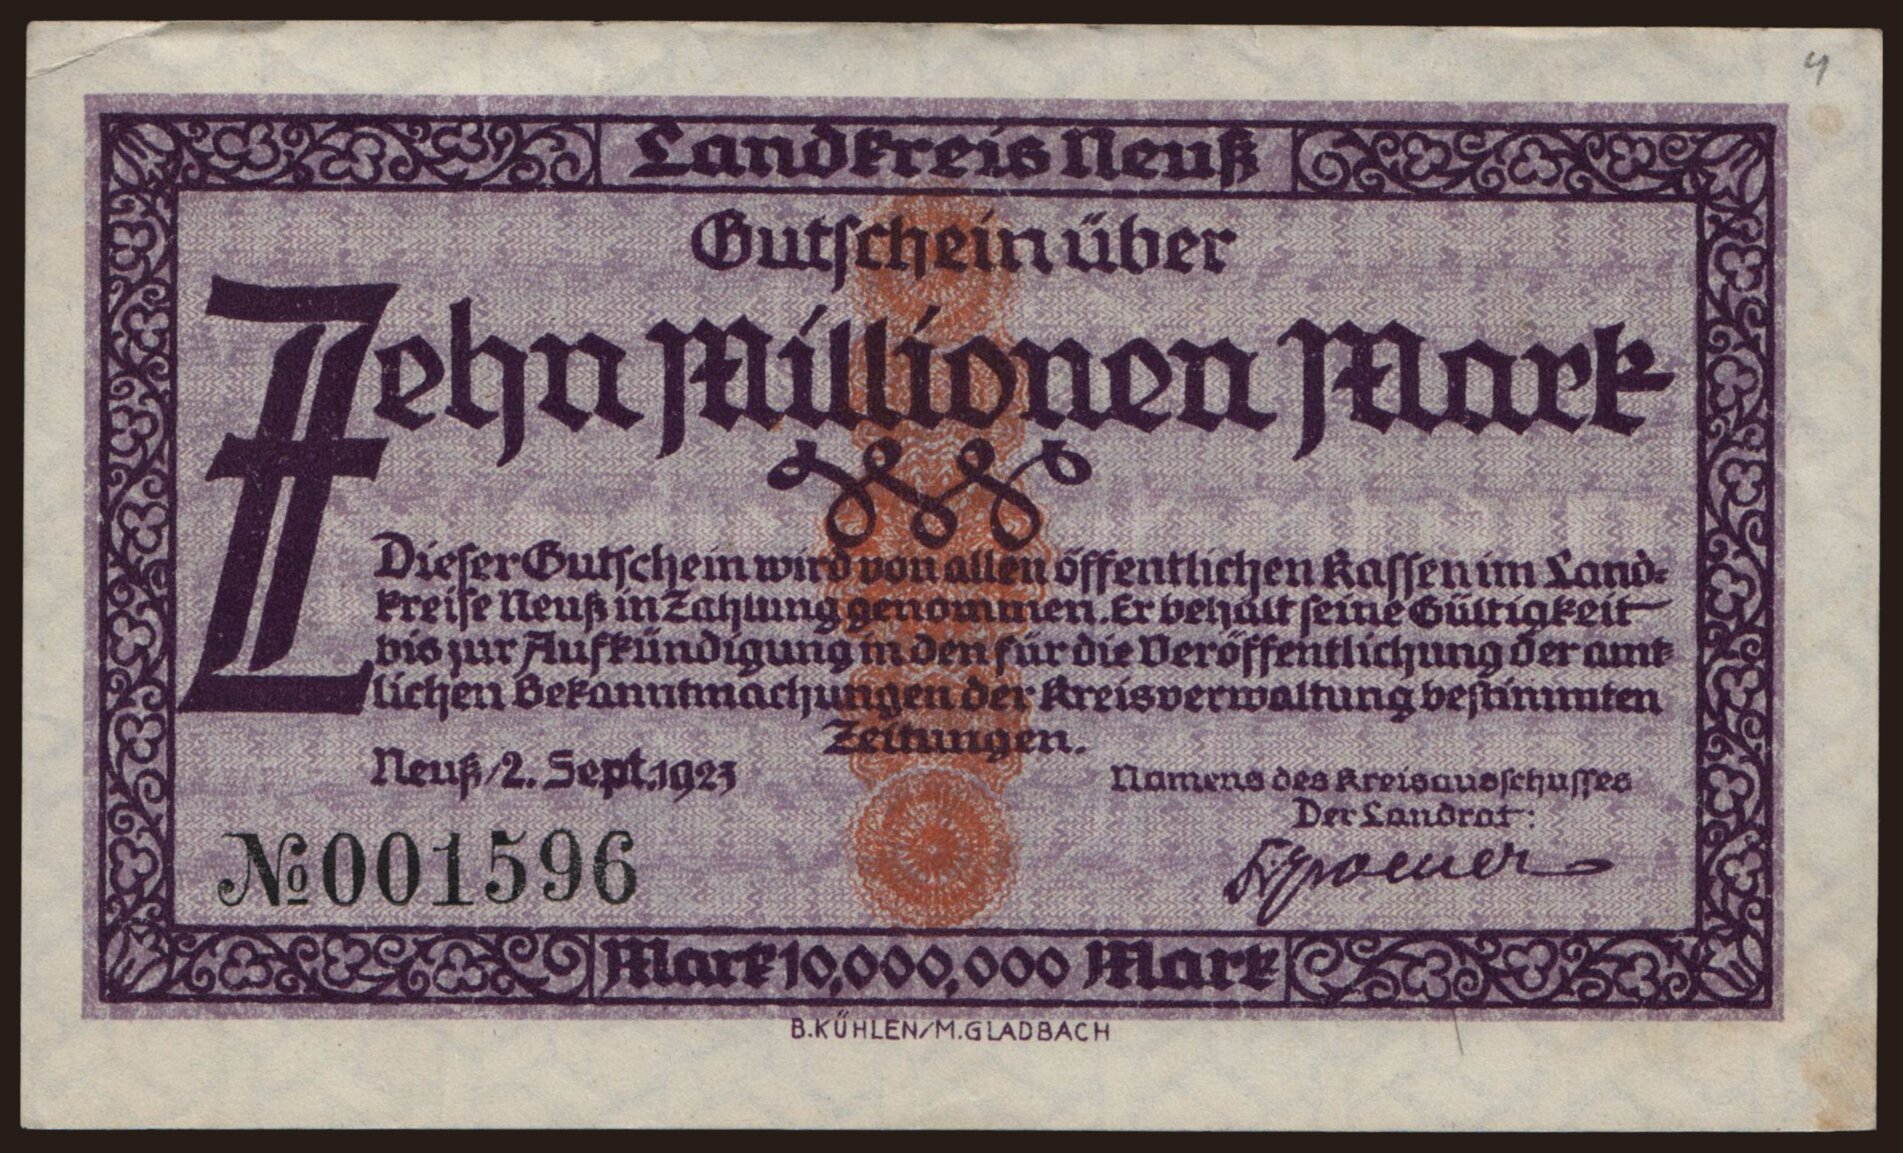 4
Landkreis Neuß
Gutschein über
Zehn Millionen Mark
Dieser Gutschein wird von allen öffentlichen Kassen im Land-
kreise Neuß in Zahlung genommen. Er behält seine Gültigkeit
bis zur Aufkündigung in den für die Veröffentlichung der amt-
lichen Bekanntmachungen der Kreisverwaltung bestimmten
Zeitungen.
Neuß, 2. Sept. 1923
Namens des Kreisausschusses
Der Landrat:
№ 001596
Mark 10,000,000 Mark
B. KÜHLEN/M. GLADBACH